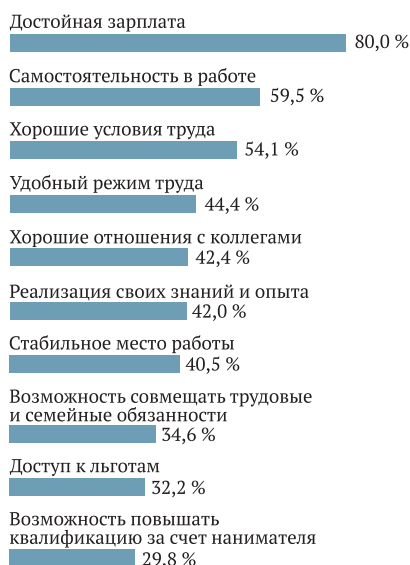 Достойная зарплата
80,0 %
Самостоятельность в работе
59,5 %
Хорошие условия труда
54,1 %
Удобный режим труда
44,4 %
Хорошие отношения с коллегами
42,4 %
Реализация своих знаний и опыта
42,0 %
Стабильное место работы
40,5 %
Возможность совмещать трудовые
и семейные обязанности
34,6 %
Доступ к льготам
32,2 %
Возможность повышать
квалификацию за счет нанимателя
29,8 %